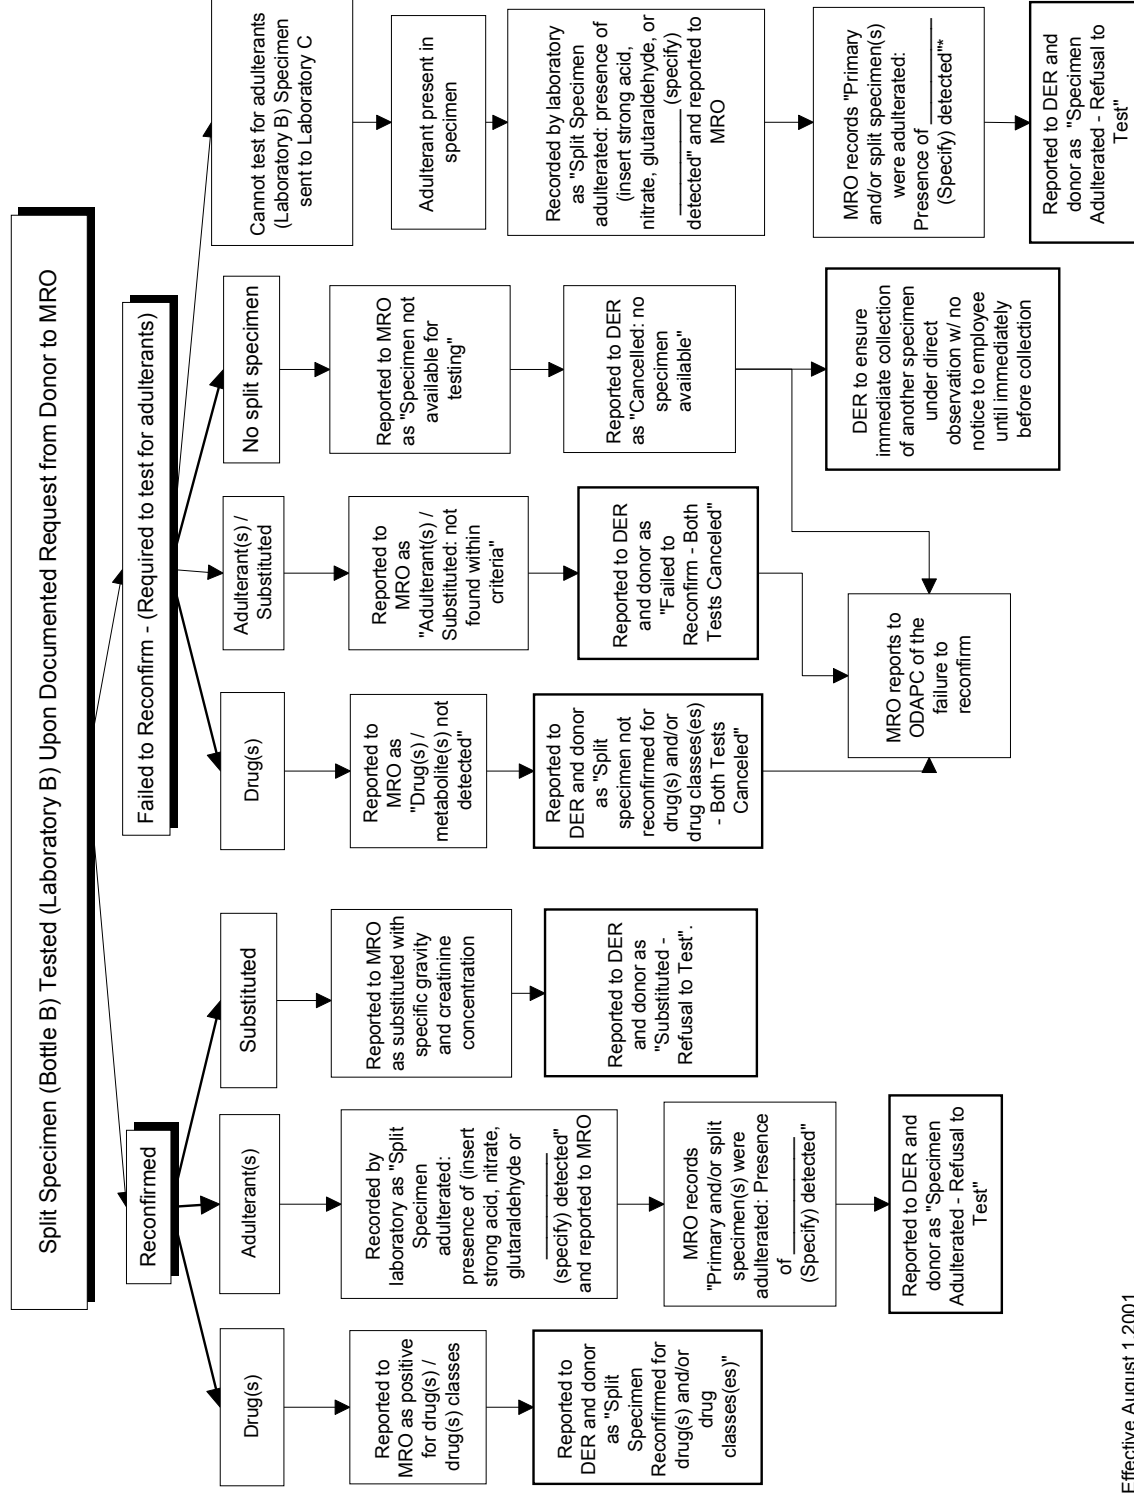 Split Specimen (Bottle B) Tested (Laboratory B) Upon Documented Request from Donor to MRO
Reconfirmed
Failed to Reconfirm - (Required to test for adulterants)
Drug(s)
Reported to
MRO as positive
for drug(s) /
drug(s) classes
Reported to
DER and donor
as "Split
Specimen
Reconfirmed for
drug(s) and/or
drug
classes(es)"
Adulterant(s)
Recorded by
laboratory as "Split
Specimen
adulterated:
presence of (insert
strong acid, nitrate,
glutaraldehyde or
__________
(specify) detected"
and reported to MRO
MRO records
"Primary and/or split
specimen(s) were
adulterated: Presence
of __________
(Specify) detected"
Reported to DER and
donor as "Specimen
Adulterated - Refusal to
Test"
Substituted
Reported to MRO
as substituted with
specific gravity
and creatinine
concentration
Reported to DER
and donor as
"Substituted -
Refusal to Test".
Drug(s)
Reported to
MRO as
"Drug(s) /
metabolite(s) not
detected"
Reported to
DER and donor
as "Split
specimen not
reconfirmed for
drug(s) and/or
drug classes(es)
- Both Tests
Canceled"
Adulterant(s) /
Substituted
Reported to
MRO as
"Adulterant(s) /
Substituted: not
found within
criteria"
Reported to DER
and donor as
"Failed to
Reconfirm - Both
Tests Canceled"
MRO reports to
ODAPC of the
failure to
reconfirm
No split specimen
Reported to MRO
as "Specimen not
available for
testing"
Reported to DER
as "Cancelled: no
specimen
available"
DER to ensure
immediate collection
of another specimen
under direct
observation w/ no
notice to employee
until immediately
before collection
Cannot test for adulterants
(Laboratory B) Specimen
sent to Laboratory C
Adulterant present in
specimen
Recorded by laboratory
as "Split Specimen
adulterated: presence of
(insert strong acid,
nitrate, glutaraldehyde, or
__________ (specify)
detected" and reported to
MRO
MRO records "Primary
and/or split specimen(s)
were adulterated:
Presence of __________
(Specify) detected"*
Reported to DER and
donor as "Specimen
Adulterated - Refusal to
Test"
Effective August 1,2001